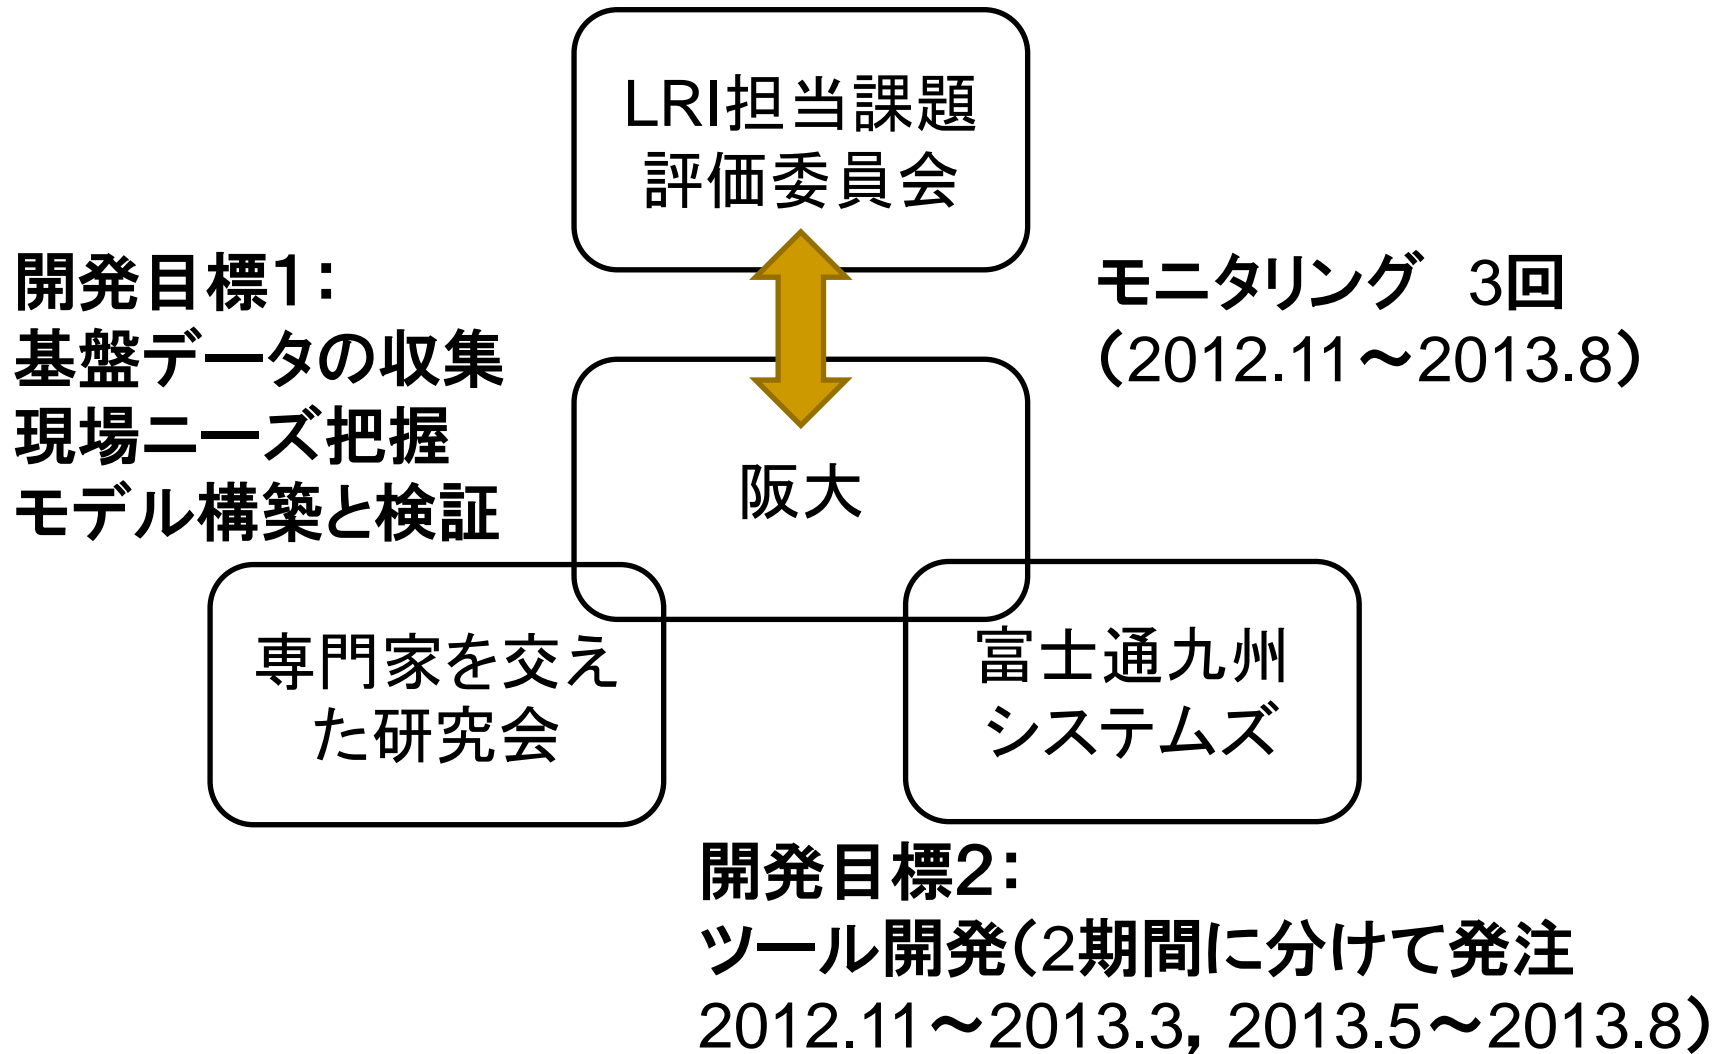 LRI担当課題
評価委員会
開発目標1：
基盤データの収集
現場ニーズ把握
モデル構築と検証
モニタリング　3回
（2012.11～2013.8）
阪大
専門家を交え
た研究会
富士通九州
システムズ
開発目標2：
ツール開発（2期間に分けて発注
2012.11～2013.3，2013.5～2013.8）